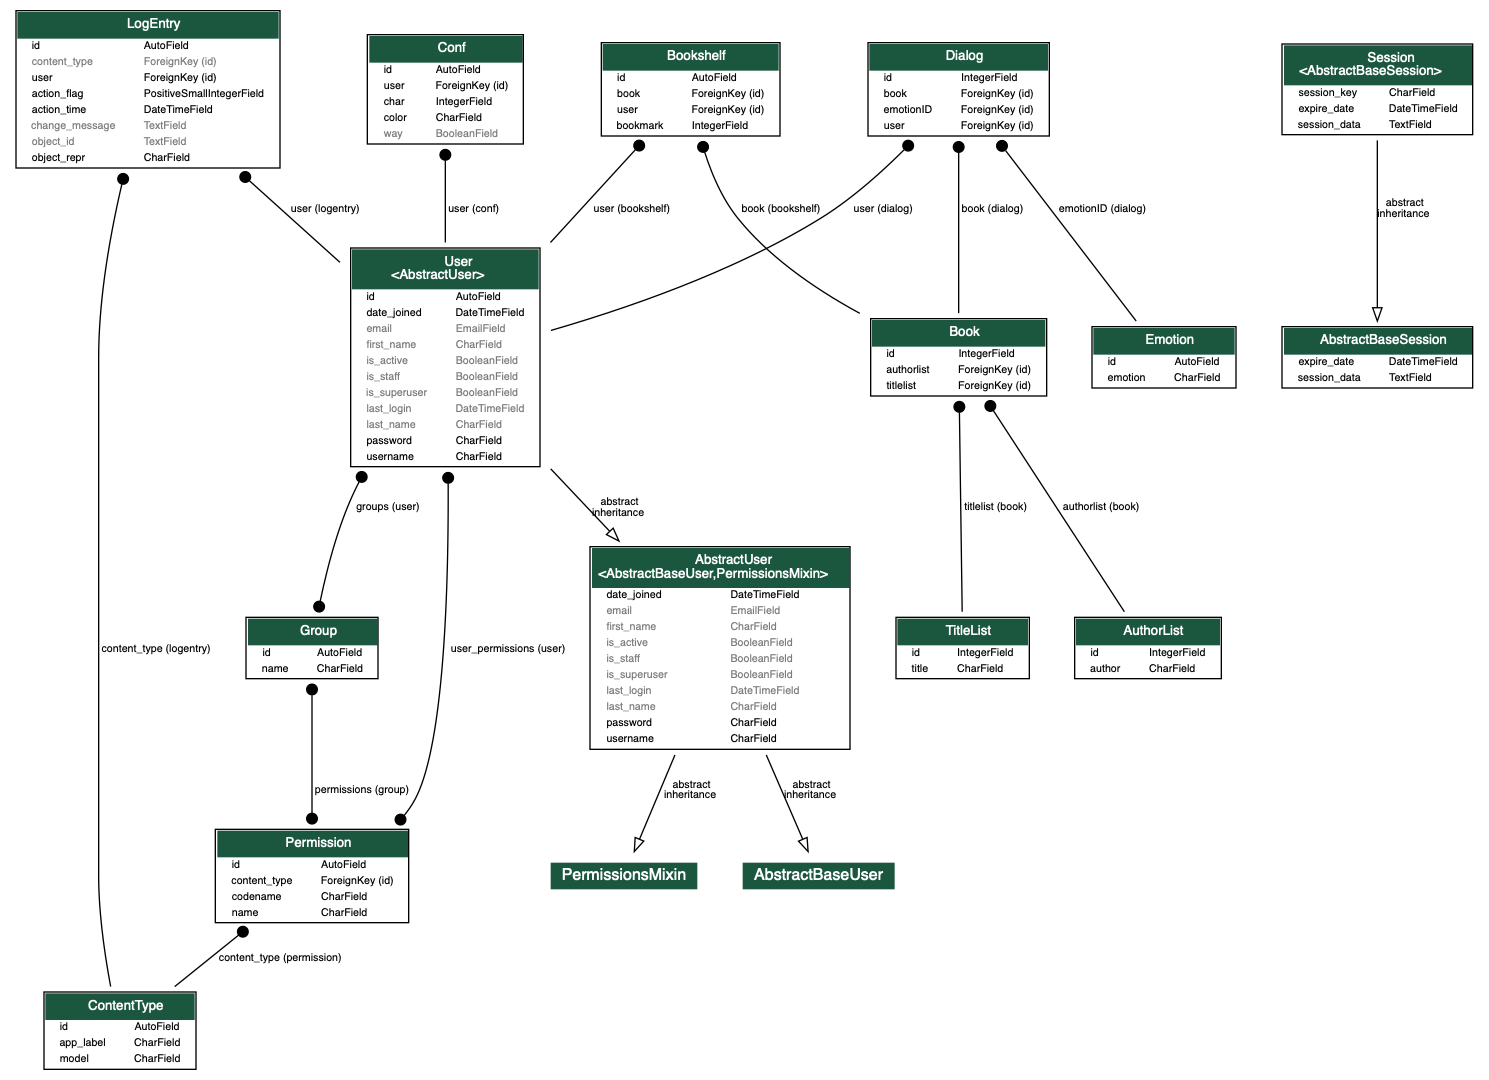 LogEntry
id AutoField
content_type ForeignKey (id)
user ForeignKey (id)
action_flag PositiveSmallIntegerField
action_time DateTimeField
change_message TextField
object_id TextField
object_repr CharField
Conf
id AutoField
user ForeignKey (id)
char IntegerField
color CharField
way BooleanField
Bookshelf
id AutoField
book ForeignKey (id)
user ForeignKey (id)
bookmark IntegerField
Dialog
id IntegerField
book ForeignKey (id)
emotionID ForeignKey (id)
user ForeignKey (id)
Session
<AbstractBaseSession>
session_key CharField
expire_date DateTimeField
session_data TextField
user (logentry)
user (conf)
user (bookshelf)
book (bookshelf)
user (dialog)
book (dialog)
emotionID (dialog)
abstract
inheritance
User
<AbstractUser>
id AutoField
date_joined DateTimeField
email EmailField
first_name CharField
is_active BooleanField
is_staff BooleanField
is_superuser BooleanField
last_login DateTimeField
last_name CharField
password CharField
username CharField
Book
id IntegerField
authorlist ForeignKey (id)
titlelist ForeignKey (id)
Emotion
id AutoField
emotion CharField
AbstractBaseSession
expire_date DateTimeField
session_data TextField
groups (user)
abstract
inheritance
titlelist (book)
authorlist (book)
AbstractUser
<AbstractBaseUser,PermissionsMixin>
date_joined DateTimeField
email EmailField
first_name CharField
is_active BooleanField
is_staff BooleanField
is_superuser BooleanField
last_login DateTimeField
last_name CharField
password CharField
username CharField
Group
id AutoField
name CharField
TitleList
id IntegerField
title CharField
AuthorList
id IntegerField
author CharField
content_type (logentry)
user_permissions (user)
permissions (group)
abstract
inheritance
abstract
inheritance
Permission
id AutoField
content_type ForeignKey (id)
codename CharField
name CharField
PermissionsMixin
AbstractBaseUser
content_type (permission)
ContentType
id AutoField
app_label CharField
model CharField